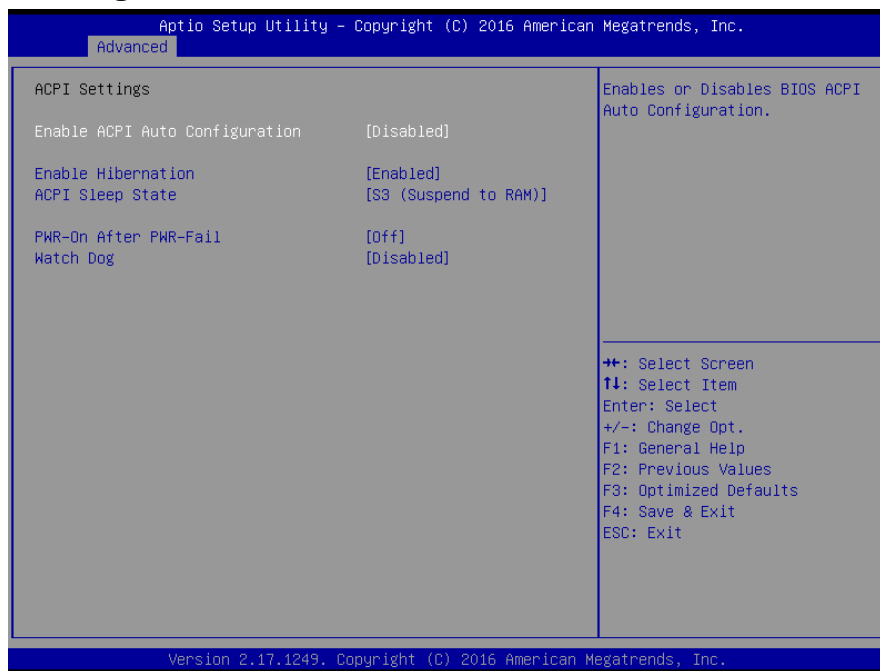 Aptio Setup Utility – Copyright (C) 2016 American Megatrends, Inc.
Advanced
ACPI Settings
Enable ACPI Auto Configuration [Disabled]
Enable Hibernation [Enabled]
ACPI Sleep State [S3 (Suspend to RAM)]
PWR-On After PWR-Fail [Off]
Watch Dog [Disabled]
Enables or Disables BIOS ACPI
Auto Configuration.
→←: Select Screen
↑↓: Select Item
Enter: Select
+/-: Change Opt.
F1: General Help
F2: Previous Values
F3: Optimized Defaults
F4: Save & Exit
ESC: Exit
Version 2.17.1249. Copyright (C) 2016 American Megatrends, Inc.